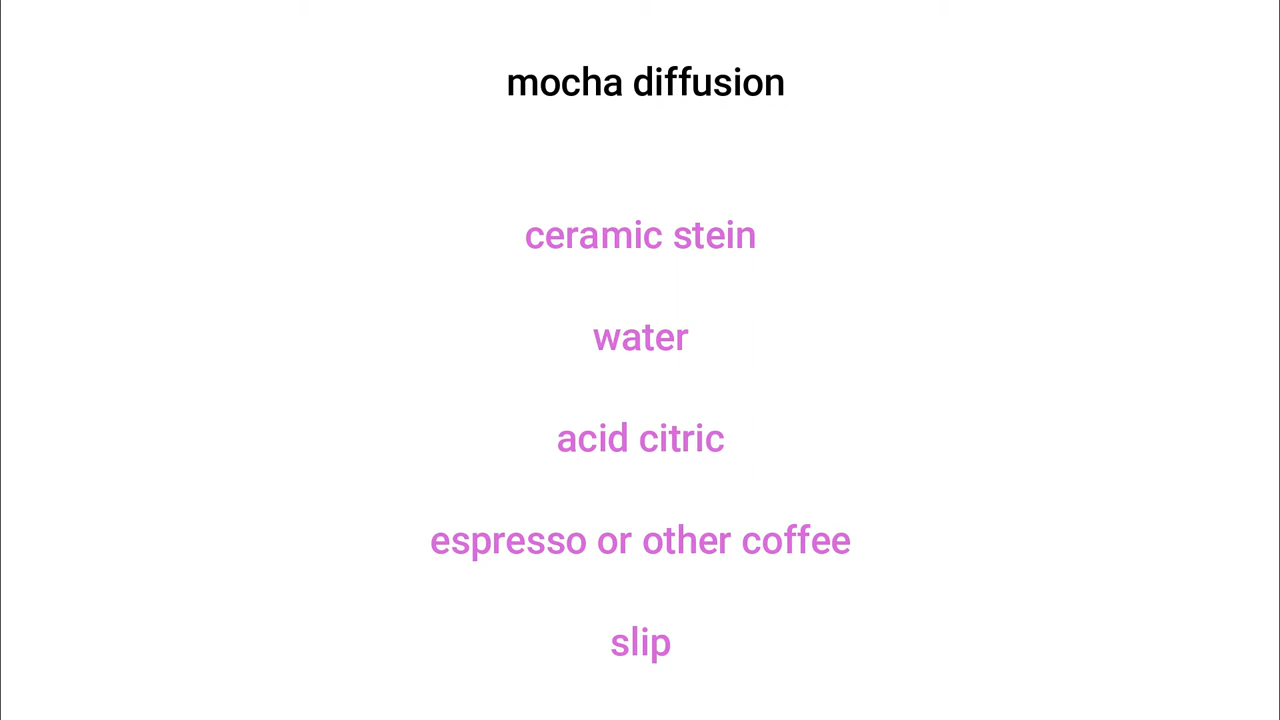 mocha diffusion
ceramic stein
water
acid citric
espresso or other coffee
slip